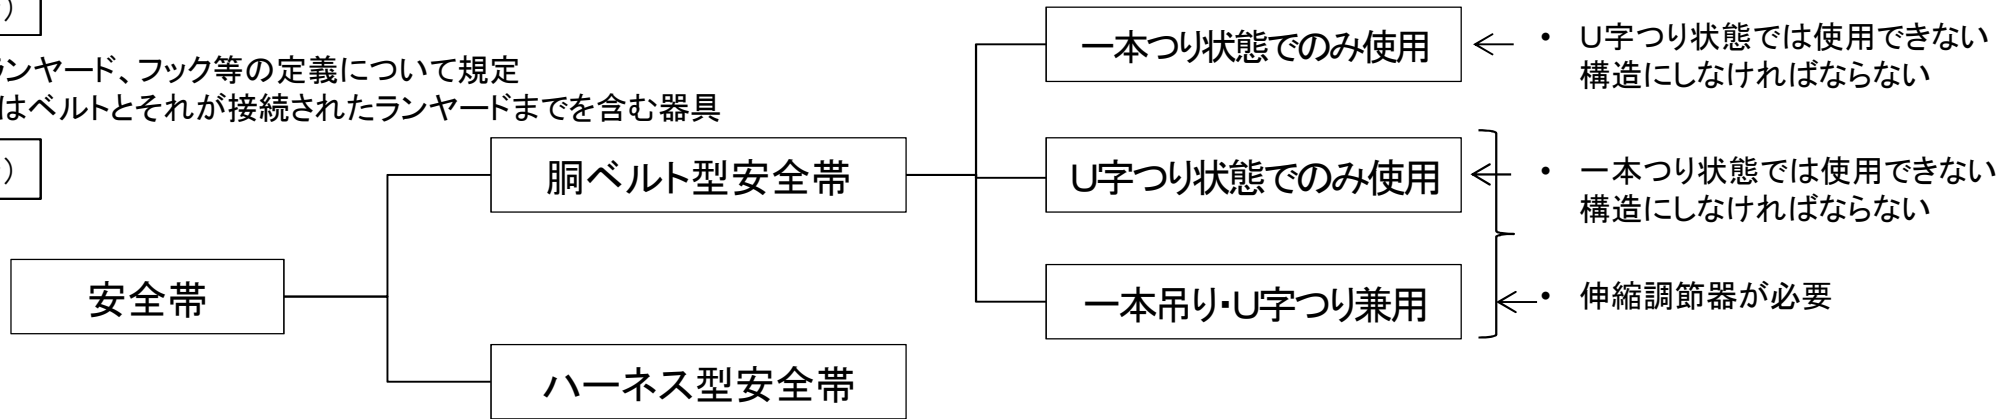 ）
ランヤード、フック等の定義について規定
はベルトとそれが接続されたランヤードまでを含む器具
）
安全帯
胴ベルト型安全帯
ハーネス型安全帯
一本つり状態でのみ使用
・ U字つり状態では使用できない
構造にしなければならない
U字つり状態でのみ使用
・ 一本つり状態では使用できない
構造にしなければならない
一本吊り・U字つり兼用
・ 伸縮調節器が必要